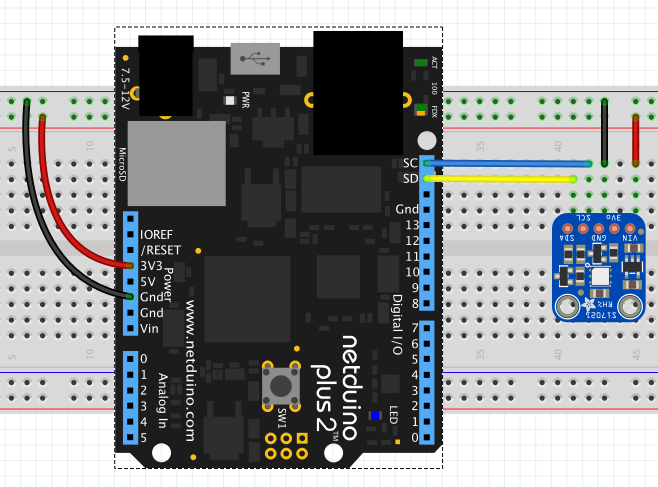 7.5-12V
PWR
ACT
100
FDX
MicroSD
SC
SD
IOREF
/RESET
3V3
5V
Gnd
Gnd
Vin
Power
Gnd
13
12
11
10
9
8
7
6
5
4
3
2
1
0
Digital I/O
0
1
2
3
4
5
Analog In
www.netduino.com
netduino
plus 2™
SW1
LED
5
10
35
40
45
5
10
35
40
45
SDA
SCL
GND
3Vo
VIN
Si7021
RH/°C